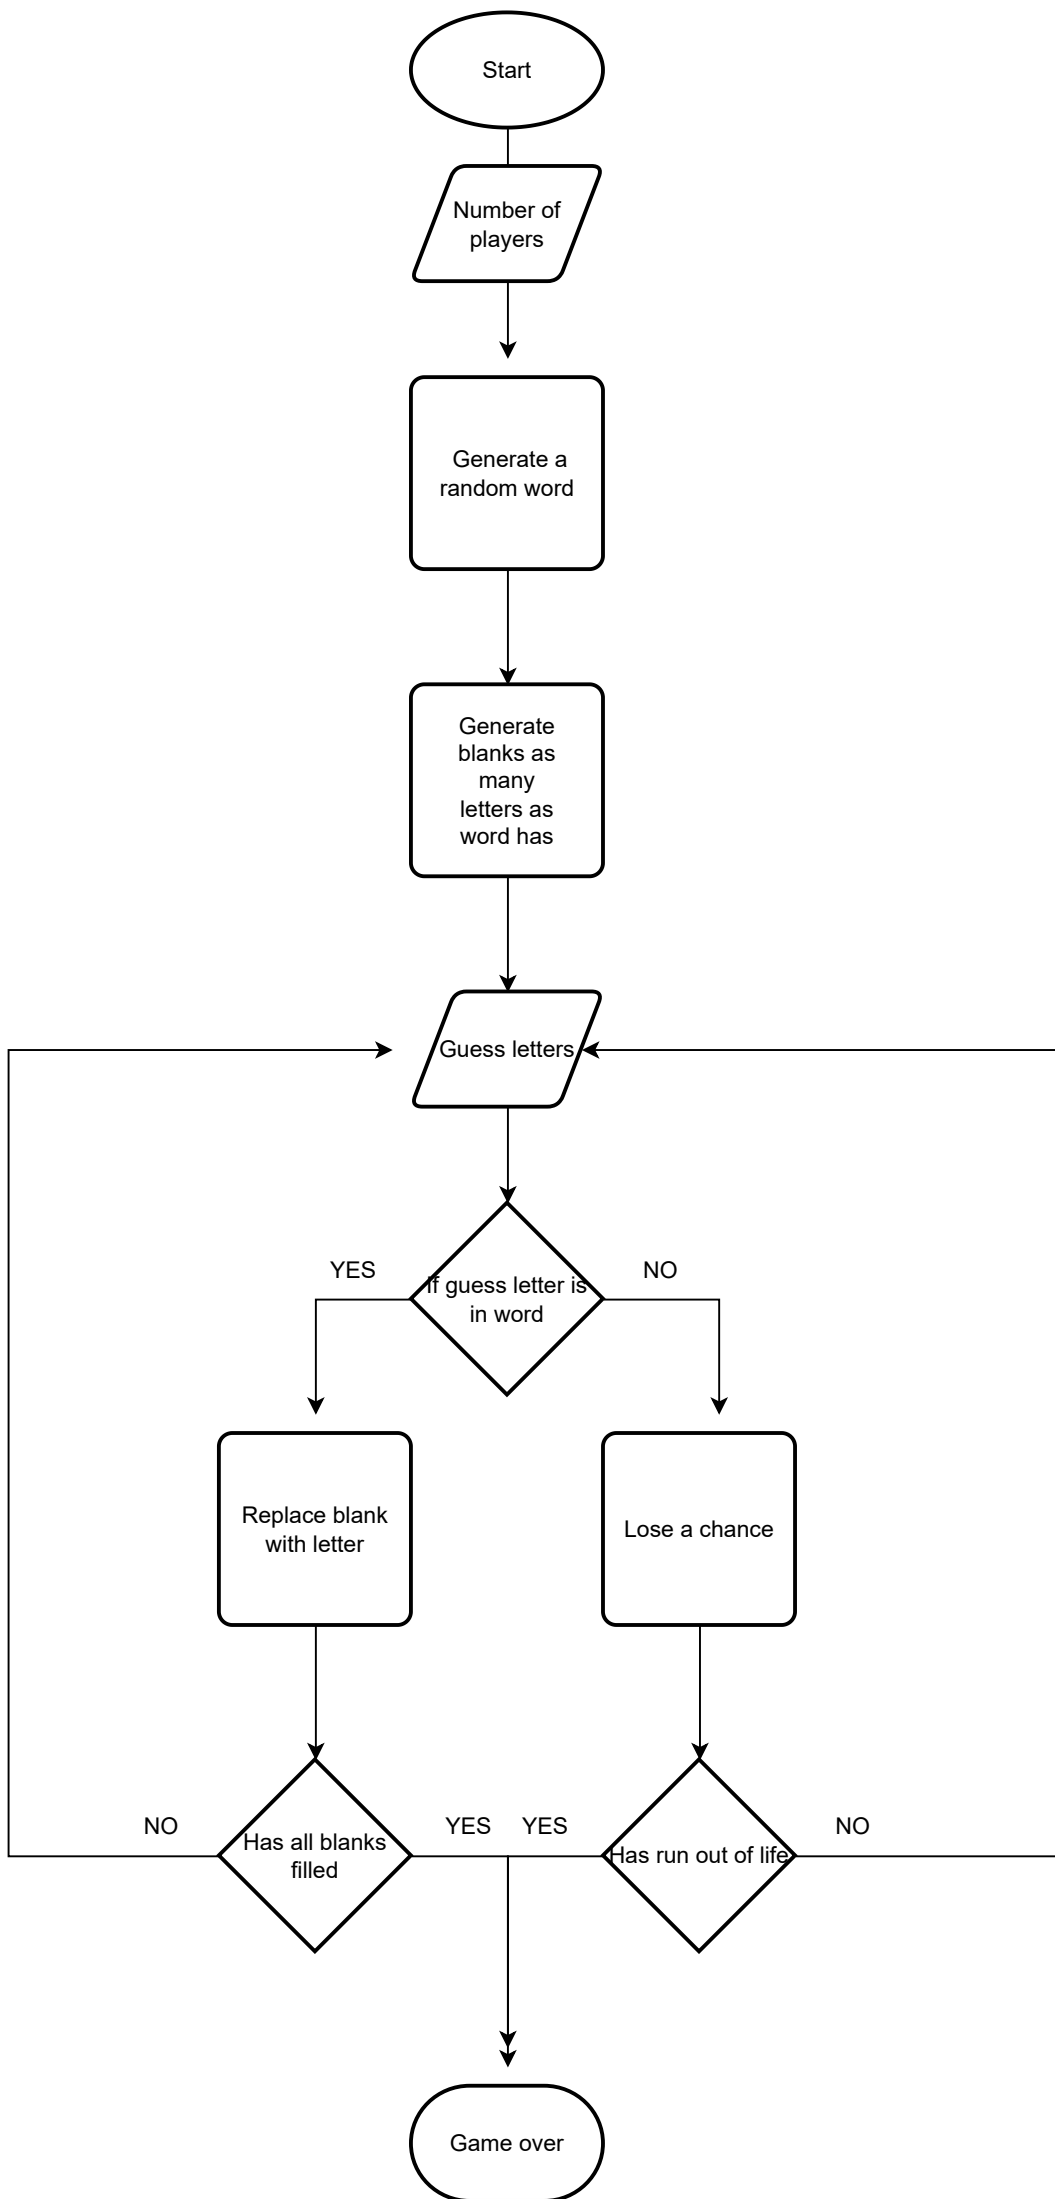 Start
Number of
players
Generate a
random word
Generate
blanks as
many
letters as
word has
Guess letters
YES
NO
If guess letter is
in word
Replace blank
with letter
Lose a chance
NO
YES
YES
NO
Has all blanks
filled
Has run out of life
Game over